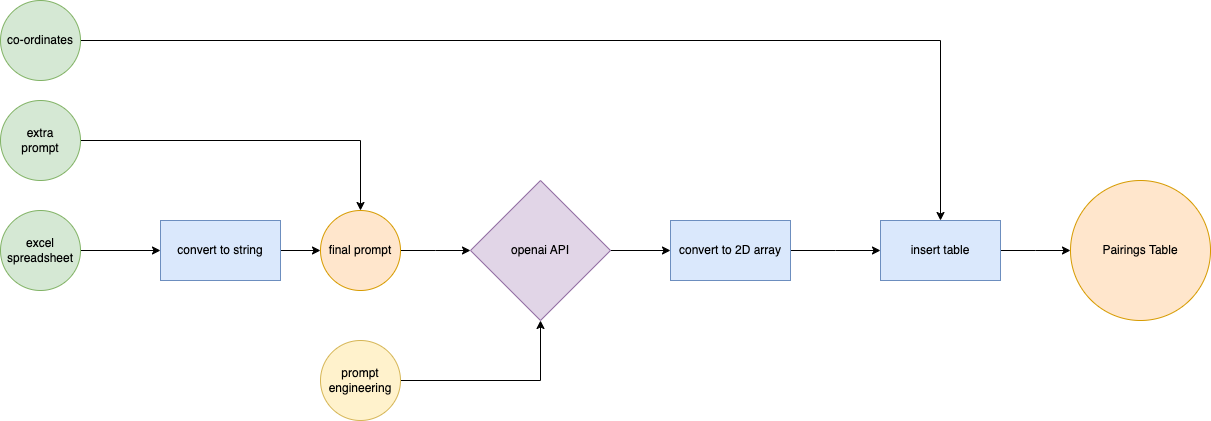 co-ordinates
extra
prompt
excel
spreadsheet
convert to string
final prompt
openai API
convert to 2D array
insert table
Pairings Table
prompt
engineering